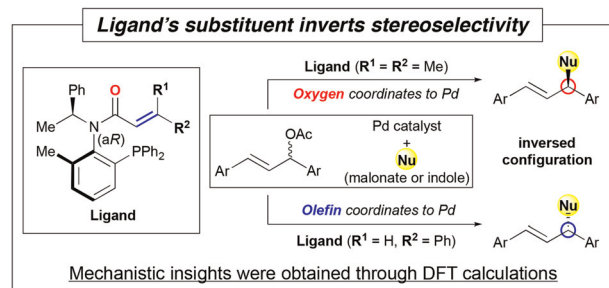 Ligand's substituent inverts stereoselectivity
Ph
O
R¹
R²
Me
N
(aR)
Me
PPh₂
Ligand
Ligand (R¹ = R² = Me)
Oxygen coordinates to Pd
OAc
Ar
Ar
Pd catalyst
+
Nu
(malonate or indole)
Olefin coordinates to Pd
Ligand (R¹ = H, R² = Ph)
Nu
Ar
Ar
inversed
configuration
Nu
Ar
Ar
Mechanistic insights were obtained through DFT calculations